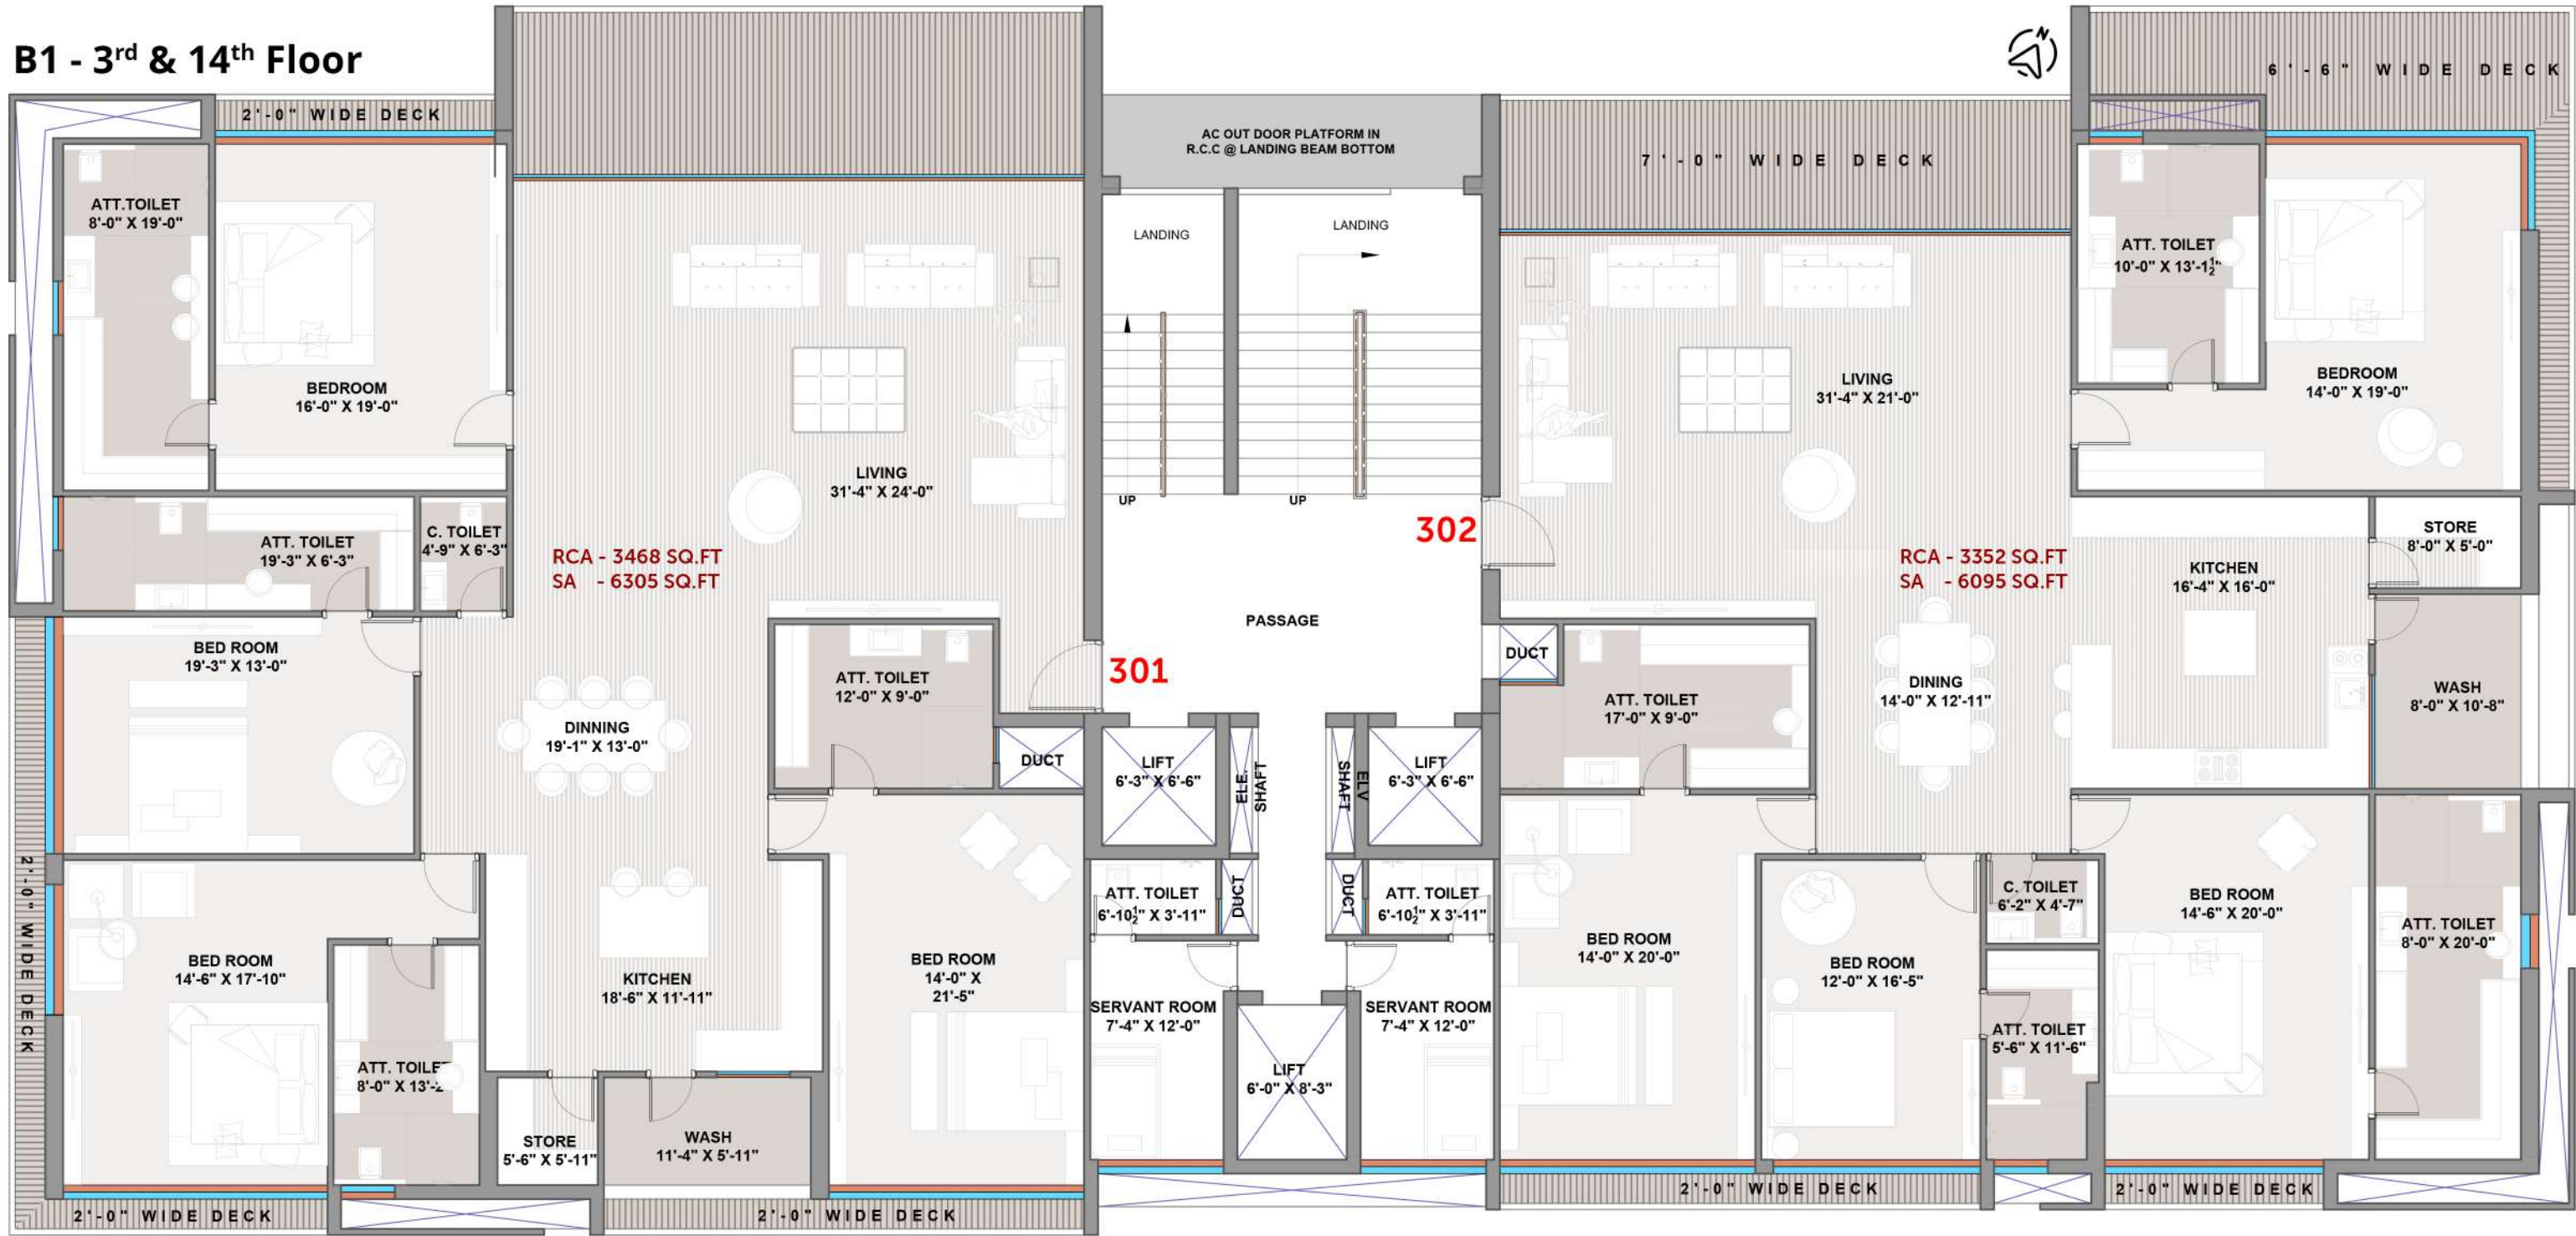 B1 - 3rd & 14th Floor
N
6'-6" WIDE DECK
2'-0" WIDE DECK
AC OUT DOOR PLATFORM IN
R.C.C @ LANDING BEAM BOTTOM
7'-0" WIDE DECK
ATT.TOILET
8'-0" X 19'-0"
BEDROOM
16'-0" X 19'-0"
LIVING
31'-4" X 24'-0"
LANDING
LANDING
UP
UP
LIVING
31'-4" X 21'-0"
ATT. TOILET
10'-0" X 13'-1½"
BEDROOM
14'-0" X 19'-0"
ATT. TOILET
19'-3" X 6'-3"
C. TOILET
4'-9" X 6'-3"
RCA - 3468 SQ.FT
SA - 6305 SQ.FT
302
RCA - 3352 SQ.FT
SA - 6095 SQ.FT
KITCHEN
16'-4" X 16'-0"
STORE
8'-0" X 5'-0"
PASSAGE
301
BED ROOM
19'-3" X 13'-0"
DINNING
19'-1" X 13'-0"
ATT. TOILET
12'-0" X 9'-0"
DUCT
LIFT
6'-3" X 6'-6"
ELE.
SHAFT
ELV
SHAFT
LIFT
6'-3" X 6'-6"
DUCT
ATT. TOILET
17'-0" X 9'-0"
DINING
14'-0" X 12'-11"
WASH
8'-0" X 10'-8"
2'-0" WIDE DECK
BED ROOM
14'-6" X 17'-10"
ATT. TOILET
8'-0" X 13'-2
KITCHEN
18'-6" X 11'-11"
STORE
5'-6" X 5'-11"
WASH
11'-4" X 5'-11"
BED ROOM
14'-0" X
21'-5"
ATT. TOILET
6'-10½" X 3'-11"
DUCT
DUCT
ATT. TOILET
6'-10½" X 3'-11"
SERVANT ROOM
7'-4" X 12'-0"
LIFT
6'-0" X 8'-3"
SERVANT ROOM
7'-4" X 12'-0"
BED ROOM
14'-0" X 20'-0"
BED ROOM
12'-0" X 16'-5"
C. TOILET
6'-2" X 4'-7"
ATT. TOILET
5'-6" X 11'-6"
BED ROOM
14'-6" X 20'-0"
ATT. TOILET
8'-0" X 20'-0"
2'-0" WIDE DECK
2'-0" WIDE DECK
2'-0" WIDE DECK
2'-0" WIDE DECK